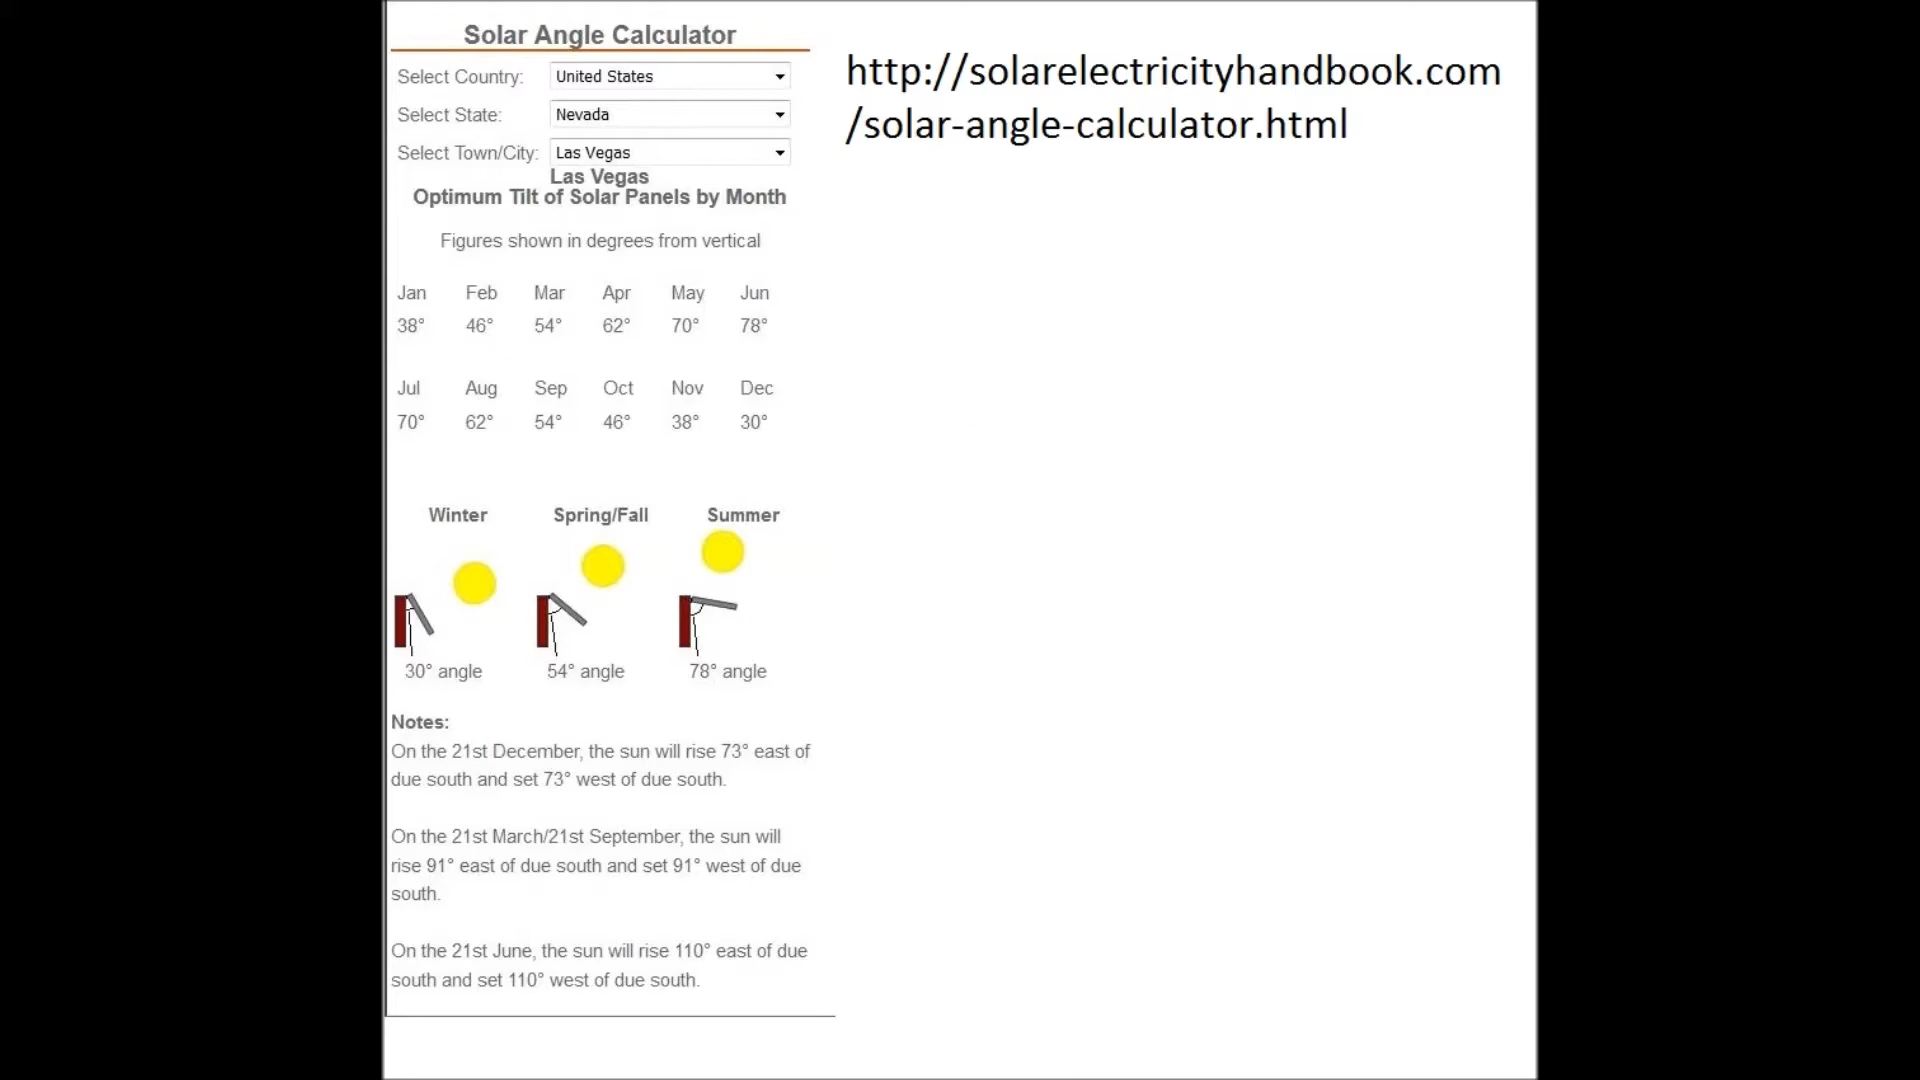 Solar Angle Calculator
Select Country: United States
Select State: Nevada
Select Town/City: Las Vegas
Las Vegas
Optimum Tilt of Solar Panels by Month
Figures shown in degrees from vertical
Jan Feb Mar Apr May Jun
38° 46° 54° 62° 70° 78°
Jul Aug Sep Oct Nov Dec
70° 62° 54° 46° 38° 30°
Winter Spring/Fall Summer
30° angle 54° angle 78° angle
Notes:
On the 21st December, the sun will rise 73° east of
due south and set 73° west of due south.
On the 21st March/21st September, the sun will
rise 91° east of due south and set 91° west of due
south.
On the 21st June, the sun will rise 110° east of due
south and set 110° west of due south.
http://solarelectricityhandbook.com
/solar-angle-calculator.html